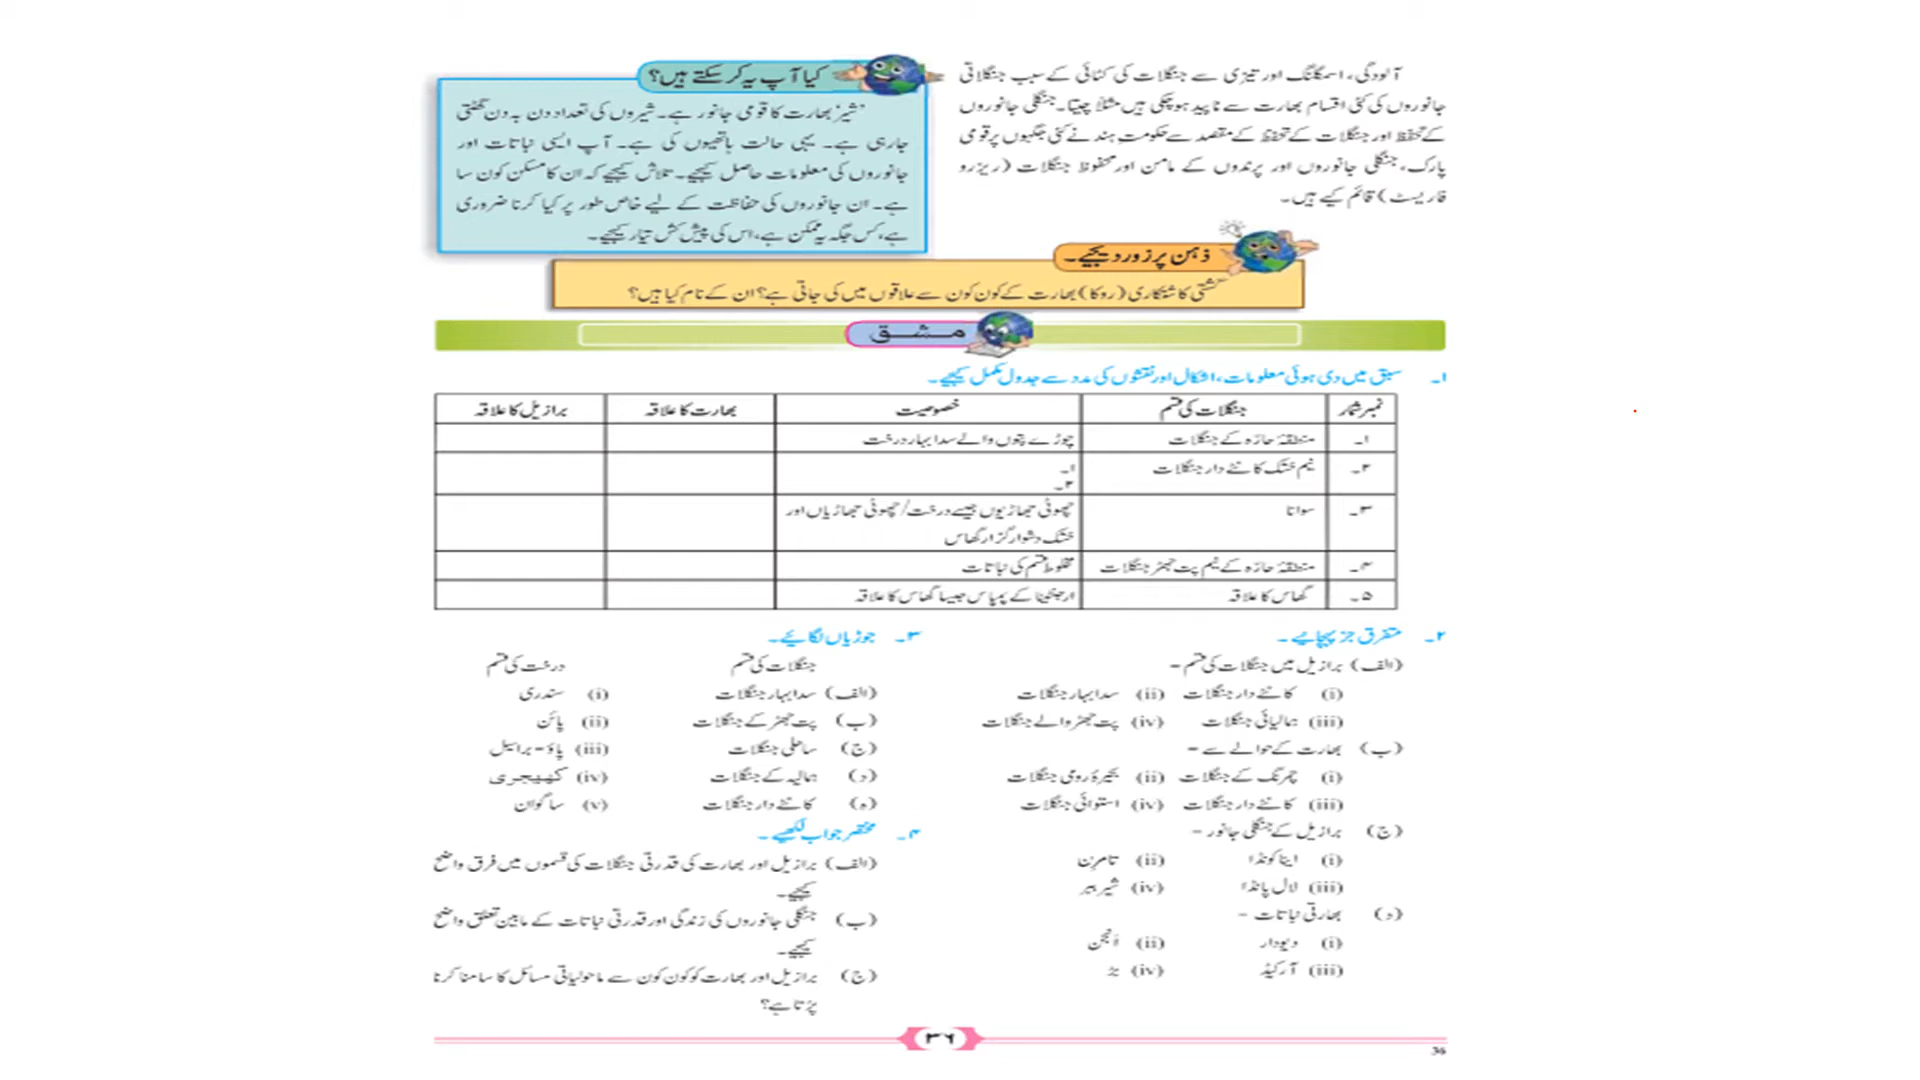 آلودگی، اسمگلنگ اور تیزی سے جنگلات کی کٹائی کے سبب جنگلاتی
جانوروں کی کئی اقسام بھارت سے ناپید ہوچکی ہیں مثلاً چیتا۔ جنگلی جانوروں
کے تحفظ اور جنگلات کے تحفظ کے مقصد سے حکومتِ ہند نے کئی جگہوں پر قومی
پارک، جنگلی جانوروں اور پرندوں کے مامن اور محفوظ جنگلات (ریزرو
فاریسٹ) قائم کیے ہیں۔
کیا آپ یہ کرسکتے ہیں؟
'شیر' بھارت کا قومی جانور ہے۔ شیروں کی تعداد دن بہ دن گھٹتی
جارہی ہے۔ یہی حالت ہاتھیوں کی ہے۔ آپ ایسی نباتات اور
جانوروں کی معلومات حاصل کیجیے۔ تلاش کیجیے کہ ان کا مسکن کون سا
ہے۔ ان جانوروں کی حفاظت کے لیے خاص طور پر کیا کرنا ضروری
ہے، کس جگہ یہ ممکن ہے، اس کی پیش کش تیار کیجیے۔
ذہن پر زور دیجیے۔
گشتی کاشتکاری (روکا) بھارت کے کون کون سے علاقوں میں کی جاتی ہے؟ ان کے نام کیا ہیں؟
مشق
۱۔ سبق میں دی ہوئی معلومات، اشکال اور نقشوں کی مدد سے جدول مکمل کیجیے۔
نمبر شمار جنگلات کی قسم خصوصیت بھارت کا علاقہ برازیل کا علاقہ
۱۔ منطقۂ حارّہ کے جنگلات چوڑے پتوں والے سدا بہار درخت
۲۔ نیم خشک کانٹے دار جنگلات ۱۔
۲۔
۳۔ سوانا چھوٹی جھاڑیوں جیسے درخت/ چھوٹی جھاڑیاں اور
خشک دشوار گزار گھاس
۴۔ منطقۂ حارّہ کے نیم پت جھڑ جنگلات مخلوط قسم کی نباتات
۵۔ گھاس کا علاقہ ارجنٹینا کے پمپاس جیسا گھاس کا علاقہ
۲۔ متفرق جز پہچانیے۔
(الف) برازیل میں جنگلات کی قسم -
(i) کانٹے دار جنگلات (ii) سدا بہار جنگلات
(iii) ہمالیائی جنگلات (iv) پت جھڑ والے جنگلات
(ب) بھارت کے حوالے سے -
(i) چمرنگ کے جنگلات (ii) بحیرۂ رومی جنگلات
(iii) کانٹے دار جنگلات (iv) استوائی جنگلات
(ج) برازیل کے جنگلی جانور -
(i) ایناکونڈا (ii) تامرِن
(iii) لال پانڈا (iv) شیر ببر
(د) بھارتی نباتات -
(i) دیودار (ii) انجن
(iii) آرکیڈ (iv) بڑ
۳۔ جوڑیاں لگائیے۔
جنگلات کی قسم درخت کی قسم
(الف) سدا بہار جنگلات (i) سندری
(ب) پت جھڑ کے جنگلات (ii) پائن
(ج) ساحلی جنگلات (iii) پاؤ - براسیل
(د) ہمالیہ کے جنگلات (iv) کھیجری
(ہ) کانٹے دار جنگلات (v) ساگوان
۴۔ مختصر جواب لکھیے۔
(الف) برازیل اور بھارت کی قدرتی جنگلات کی قسموں میں فرق واضح
کیجیے۔
(ب) جنگلی جانوروں کی زندگی اور قدرتی نباتات کے مابین تعلق واضح
کیجیے۔
(ج) برازیل اور بھارت کو کون کون سے ماحولیاتی مسائل کا سامنا کرنا
پڑتا ہے؟
۳۶
36